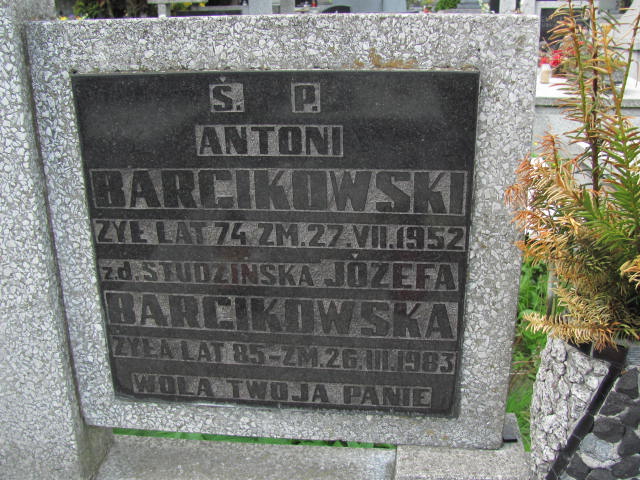 Ś. P.
ANTONI
BARCIKOWSKI
ŻYŁ LAT 74 ZM. 27.VII.1952
z d. STUDZIŃSKA JÓZEFA
BARCIKOWSKA
ŻYŁA LAT 85-ZM. 26.III.1983
WOLA TWOJA PANIE